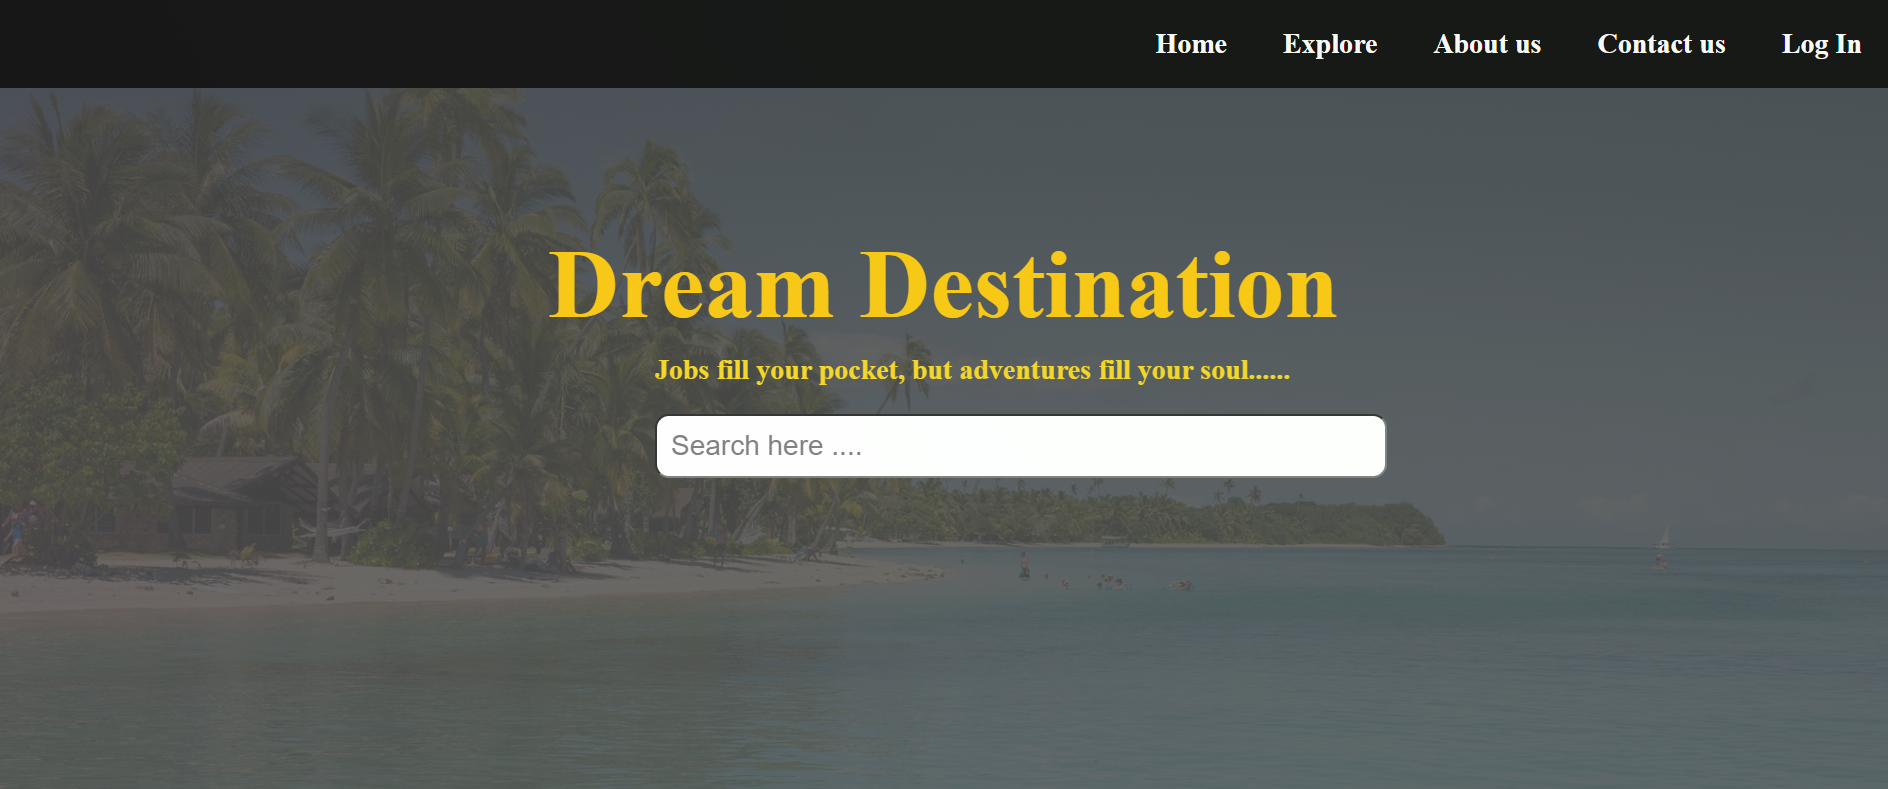 Home Explore About us Contact us Log In
Dream Destination
Jobs fill your pocket, but adventures fill your soul......
Search here ....